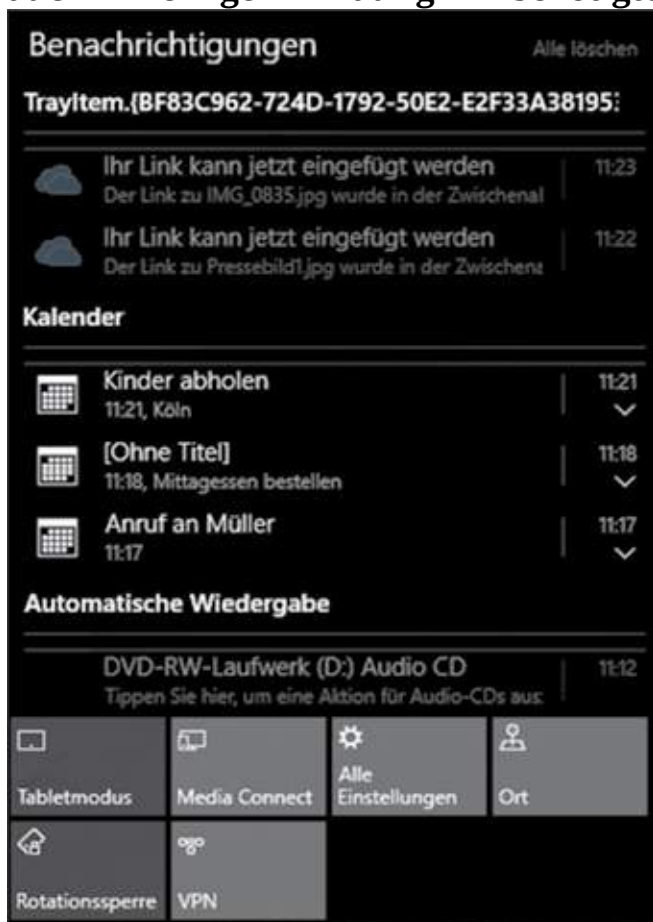 Benachrichtigungen
Alle löschen
TrayItem.{BF83C962-724D-1792-50E2-E2F33A38195
Ihr Link kann jetzt eingefügt werden 11:23
Der Link zu IMG_0835.jpg wurde in der Zwischenal
Ihr Link kann jetzt eingefügt werden 11:22
Der Link zu Pressebild1.jpg wurde in der Zwischena
Kalender
Kinder abholen 11:21
11:21, Köln
[Ohne Titel] 11:18
11:18, Mittagessen bestellen
Anruf an Müller 11:17
11:17
Automatische Wiedergabe
DVD-RW-Laufwerk (D:) Audio CD 11:12
Tippen Sie hier, um eine Aktion für Audio-CDs aus
Tabletmodus
Media Connect
Alle
Einstellungen
Ort
Rotationssperre
VPN